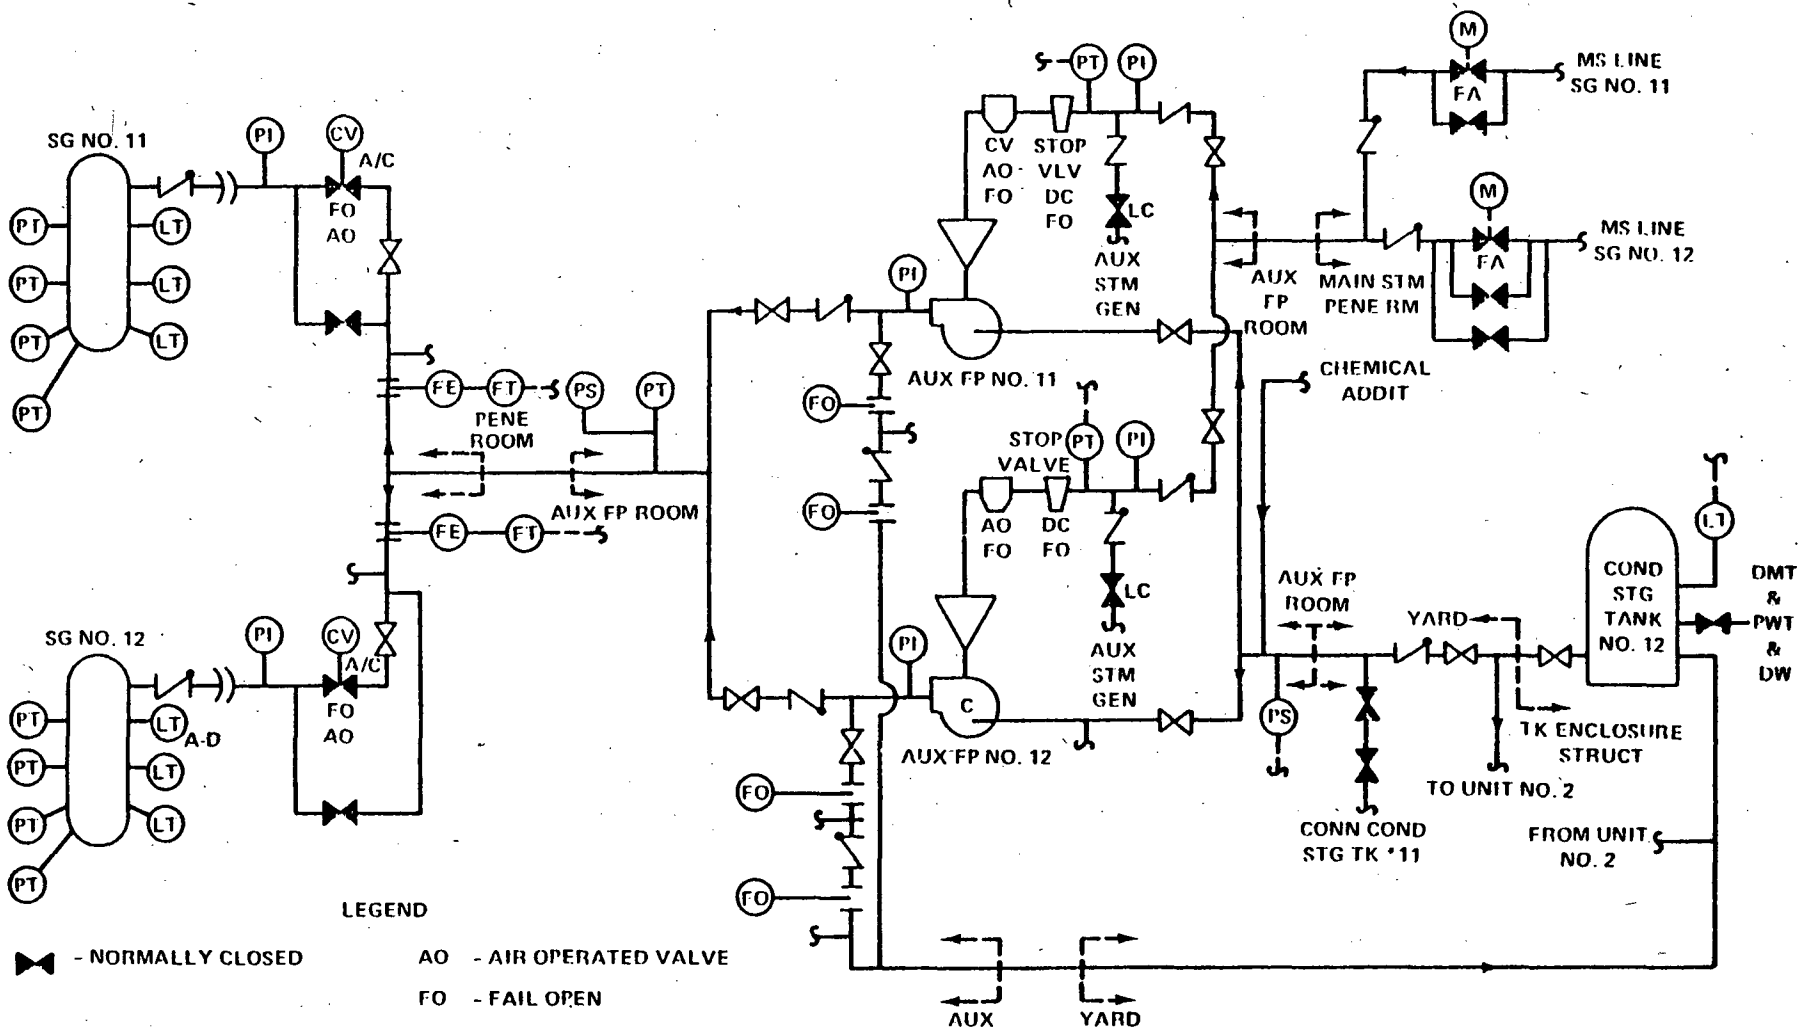 M
MS LINE
SG NO. 11
FA
PT
PI
SG NO. 11
PI
CV
A/C
FO
AO
CV
AO
FO
STOP
VLV
DC
FO
LC
AUX
STM
GEN
M
MS LINE
SG NO. 12
FA
PT
LT
PT
LT
PT
LT
PT
PI
AUX
FP
ROOM
MAIN STM
PENE RM
AUX FP NO. 11
CHEMICAL
ADDIT
FE
FT
PENE
ROOM
PS
PT
FO
FO
AUX FP ROOM
FE
FT
STOP
VALVE
PT
PI
AO
FO
DC
FO
LC
AUX
STM
GEN
AUX FP
ROOM
YARD
COND
STG
TANK
NO. 12
LT
DMT
&
PWT
&
DW
SG NO. 12
PI
CV
A/C
FO
AO
PT
LT
A-D
PT
LT
PT
LT
PT
PI
C
AUX FP NO. 12
PS
TK ENCLOSURE
STRUCT
TO UNIT NO. 2
FO
FO
CONN COND
STG TK #11
FROM UNIT
NO. 2
LEGEND
- NORMALLY CLOSED
AO - AIR OPERATED VALVE
FO - FAIL OPEN
AUX
YARD